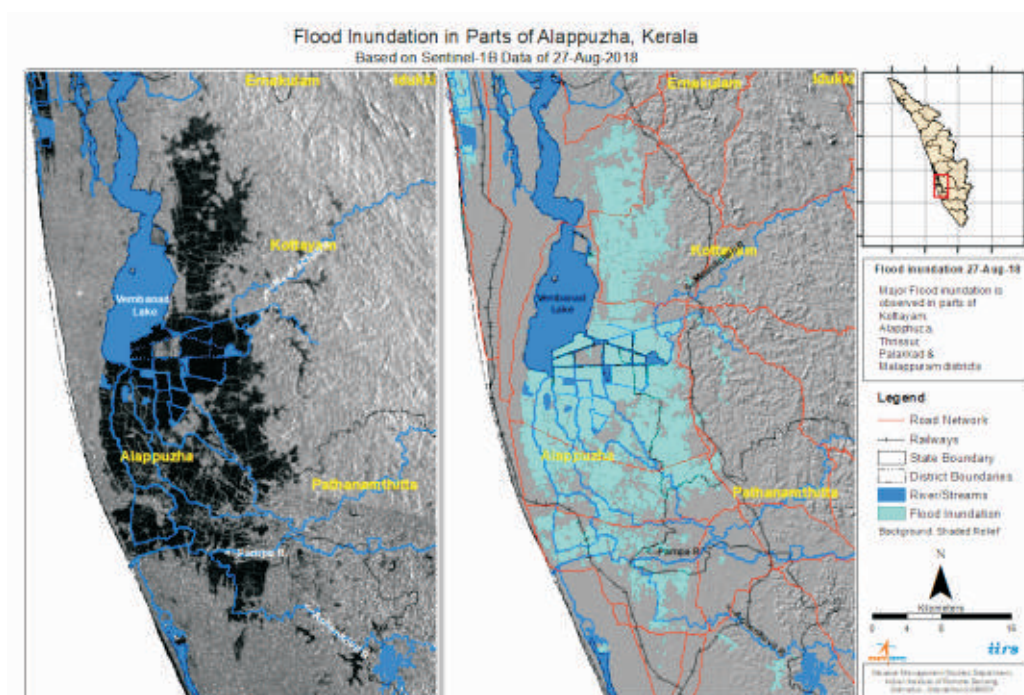 Flood Inundation in Parts of Alappuzha, Kerala
Based on Sentinel-1B Data of 27-Aug-2018
Ernakulam
Idukki
Kottayam
Vembanad
Lake
Alappuzha
Pathanamthitta
Pampa R.
Ernakulam
Idukki
Kottayam
Vembanad
Lake
Alappuzha
Pathanamthitta
Pampa R.
Flood inundation 27-Aug-18
Major Flood inundation is
observed in parts of
Kottayam,
Thrissur,
Palakkad &
Malappuram districts
Legend
Road Network
Railways
State Boundary
District Boundaries
River/Streams
Flood Inundation
Background: Shaded Relief
N
Kilometers
0 4 8 16
iirs